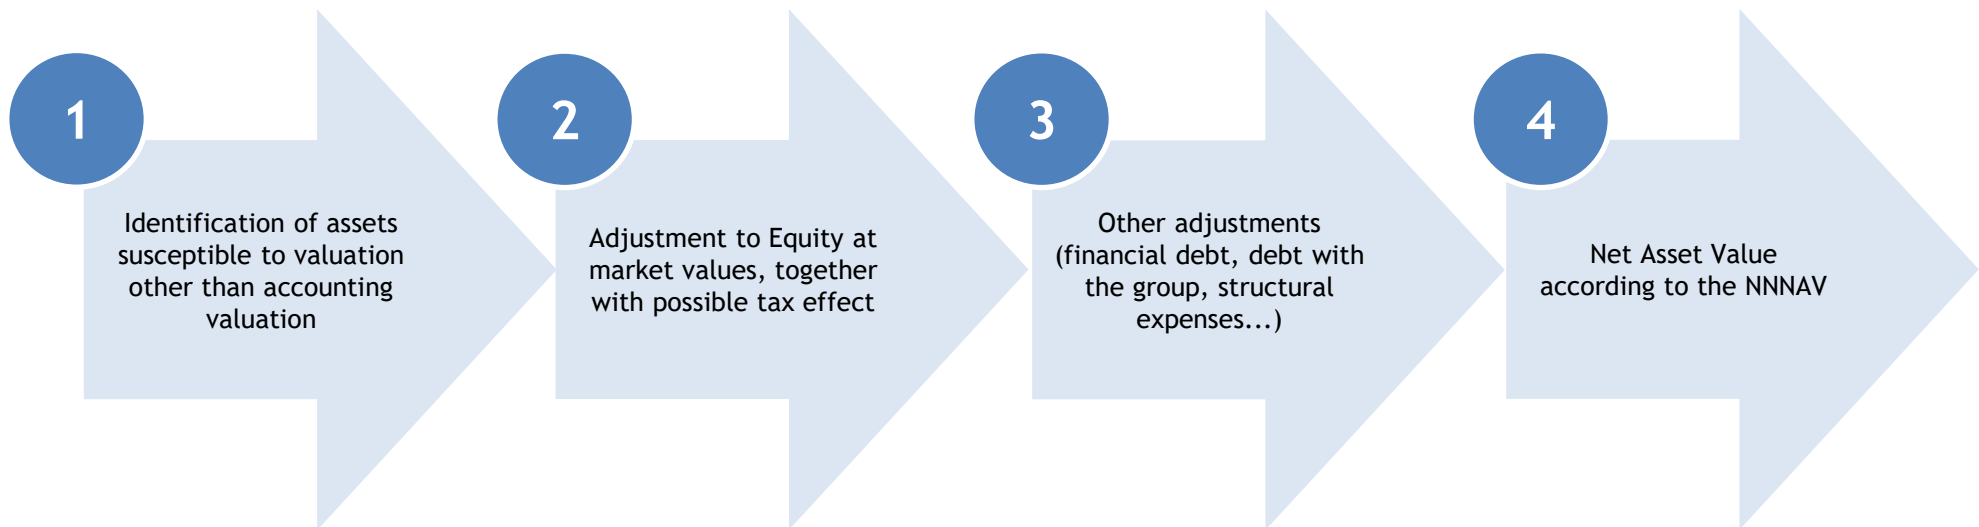 1
Identification of assets
susceptible to valuation
other than accounting
valuation
2
Adjustment to Equity at
market values, together
with possible tax effect
3
Other adjustments
(financial debt, debt with
the group, structural
expenses...)
4
Net Asset Value
according to the NNNAV